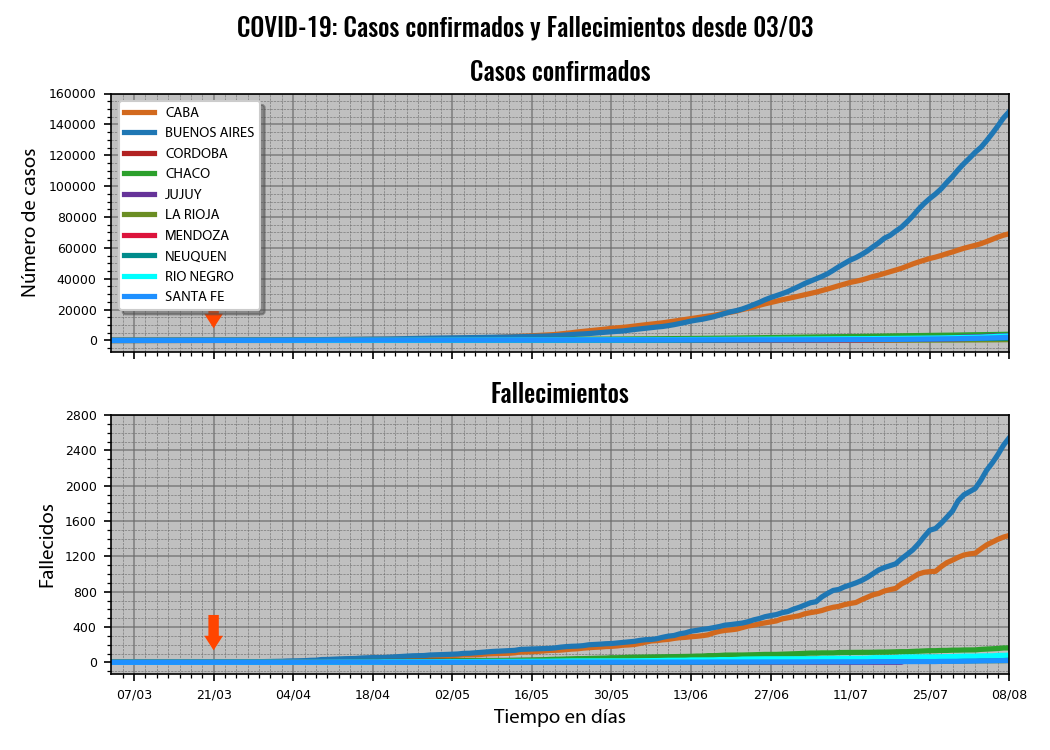 COVID-19: Casos confirmados y Fallecimientos desde 03/03
Casos confirmados
Número de casos
160000
140000
120000
100000
80000
60000
40000
20000
0
CABA
BUENOS AIRES
CORDOBA
CHACO
JUJUY
LA RIOJA
MENDOZA
NEUQUEN
RIO NEGRO
SANTA FE
Fallecimientos
Fallecidos
2800
2400
2000
1600
1200
800
400
0
07/03 21/03 04/04 18/04 02/05 16/05 30/05 13/06 27/06 11/07 25/07 08/08
Tiempo en días